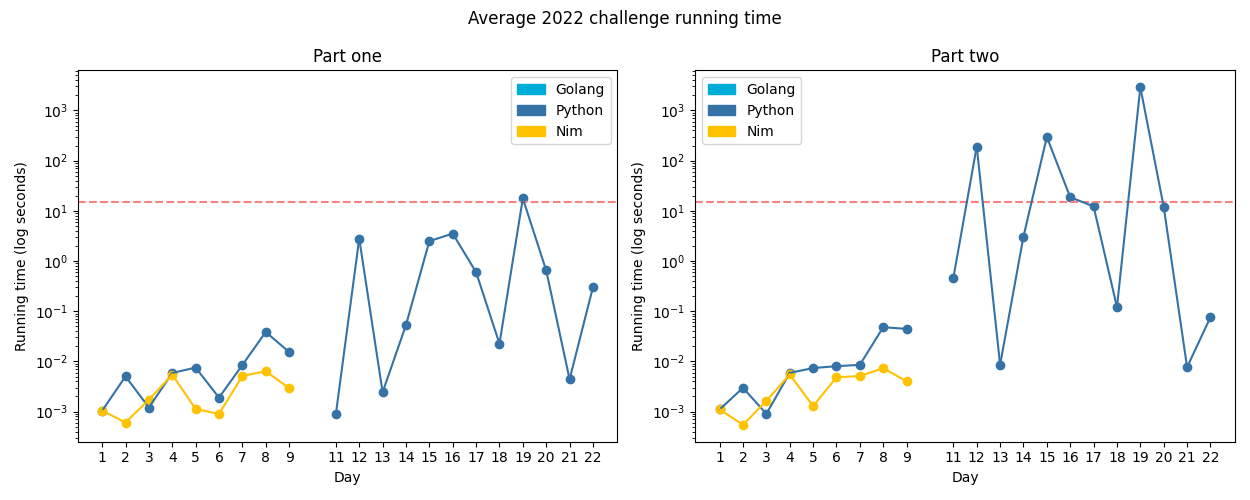 Average 2022 challenge running time
Part one
Running time (log seconds)
10³
10²
10¹
10⁰
10⁻¹
10⁻²
10⁻³
Golang
Python
Nim
1 2 3 4 5 6 7 8 9 11 12 13 14 15 16 17 18 19 20 21 22
Day
Part two
Running time (log seconds)
10³
10²
10¹
10⁰
10⁻¹
10⁻²
10⁻³
Golang
Python
Nim
1 2 3 4 5 6 7 8 9 11 12 13 14 15 16 17 18 19 20 21 22
Day